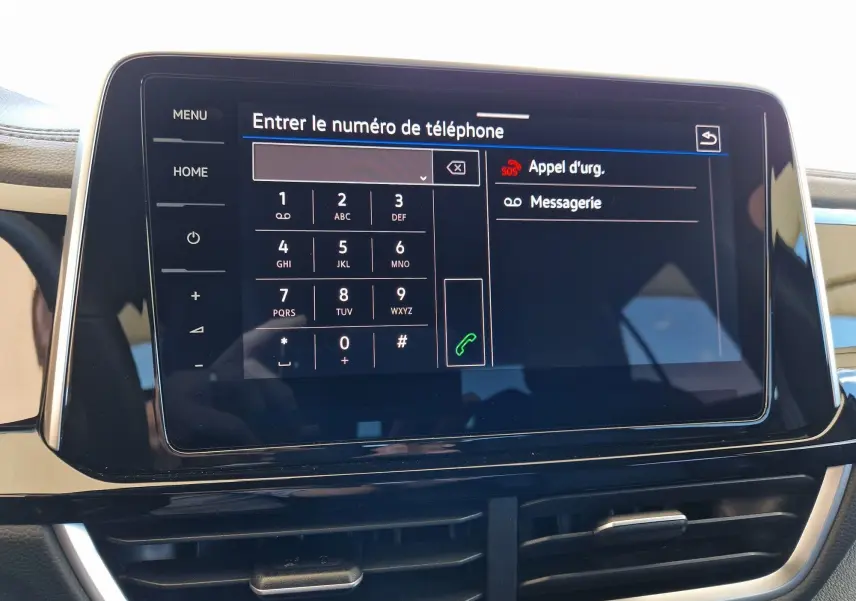 MENU
HOME
+
-
Entrer le numéro de téléphone
1
2 ABC
3 DEF
4 GHI
5 JKL
6 MNO
7 PQRS
8 TUV
9 WXYZ
*
0 +
#
SOS Appel d'urg.
Messagerie